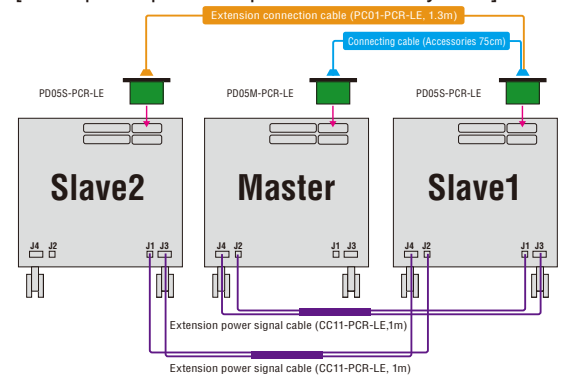 Extension connection cable (PC01-PCR-LE, 1.3m)
Connecting cable (Accessories 75cm)
PD05S-PCR-LE
PD05M-PCR-LE
PD05S-PCR-LE
Slave2
Master
Slave1
J4 J2 J1 J3
J4 J2 J1 J3
J4 J2 J1 J3
Extension power signal cable (CC11-PCR-LE,1m)
Extension power signal cable (CC11-PCR-LE, 1m)